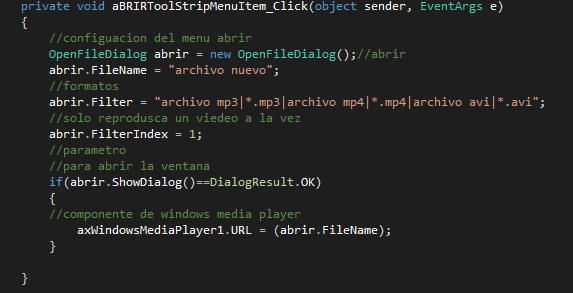 private void aBRIRToolStripMenuItem_Click(object sender, EventArgs e)
{
//configuacion del menu abrir
OpenFileDialog abrir = new OpenFileDialog();//abrir
abrir.FileName = "archivo nuevo";
//formatos
abrir.Filter = "archivo mp3|*.mp3|archivo mp4|*.mp4|archivo avi|*.avi";
//solo reprodusca un viedeo a la vez
abrir.FilterIndex = 1;
//parametro
//para abrir la ventana
if(abrir.ShowDialog()==DialogResult.OK)
{
//componente de windows media player
axWindowsMediaPlayer1.URL = (abrir.FileName);
}
}